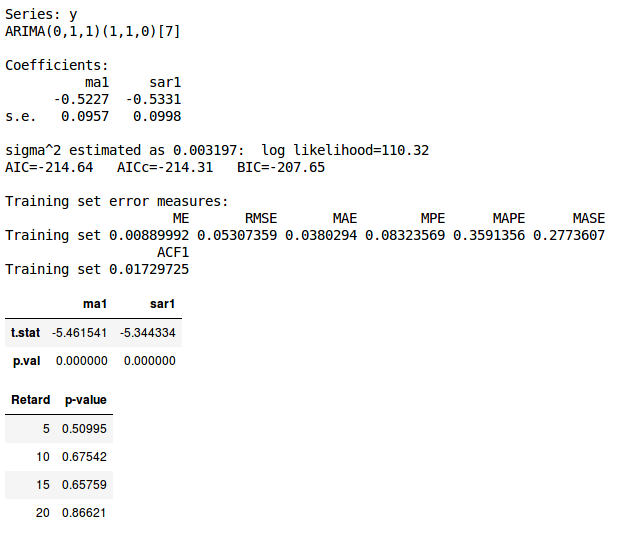 Series: y
ARIMA(0,1,1)(1,1,0)[7]
Coefficients:
ma1 sar1
-0.5227 -0.5331
s.e. 0.0957 0.0998
sigma^2 estimated as 0.003197: log likelihood=110.32
AIC=-214.64 AICc=-214.31 BIC=-207.65
Training set error measures:
ME RMSE MAE MPE MAPE MASE
Training set 0.00889992 0.05307359 0.0380294 0.08323569 0.3591356 0.2773607
ACF1
Training set 0.01729725
ma1 sar1
t.stat -5.461541 -5.344334
p.val 0.000000 0.000000
Retard p-value
5 0.50995
10 0.67542
15 0.65759
20 0.86621